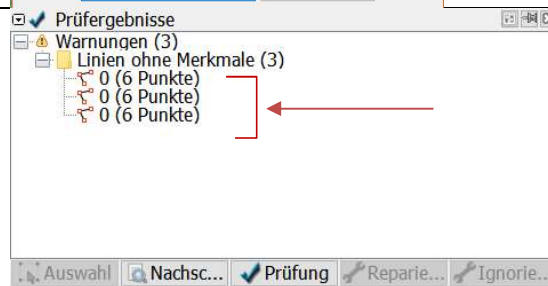 Prüfergebnisse
Warnungen (3)
Linien ohne Merkmale (3)
0 (6 Punkte)
0 (6 Punkte)
0 (6 Punkte)
Auswahl Nachsc... Prüfung Reparie... Ignorie...